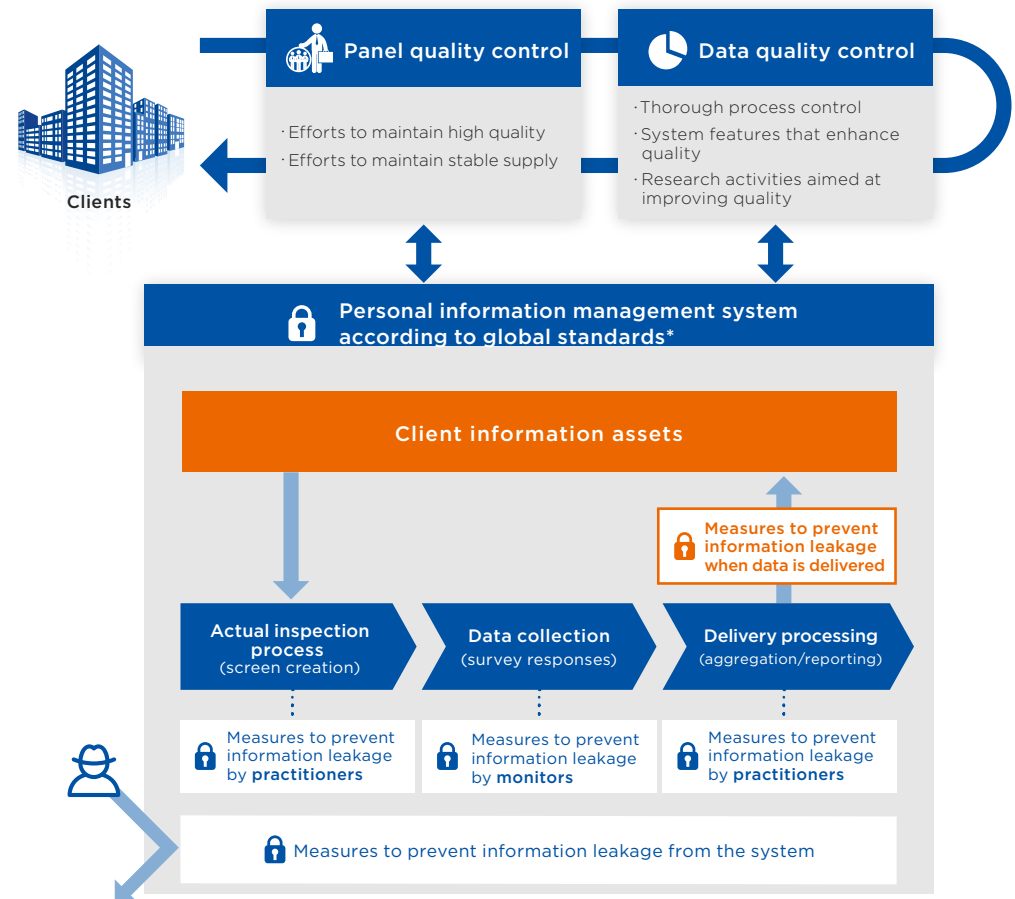 Panel quality control
Data quality control
· Efforts to maintain high quality
· Efforts to maintain stable supply
· Thorough process control
· System features that enhance
quality
· Research activities aimed at
improving quality
Clients
Personal information management system
according to global standards*
Client information assets
Measures to prevent
information leakage
when data is delivered
Actual inspection
process
(screen creation)
Data collection
(survey responses)
Delivery processing
(aggregation/reporting)
Measures to prevent
information leakage
by practitioners
Measures to prevent
information leakage
by monitors
Measures to prevent
information leakage
by practitioners
Measures to prevent information leakage from the system